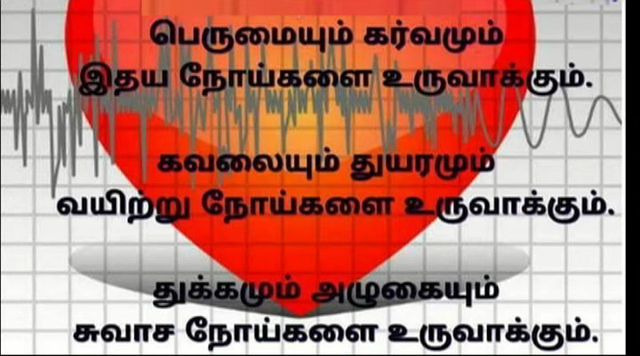 பெருமையும் கர்வமும்
இதய நோய்களை உருவாக்கும்.
கவலையும் துயரமும்
வயிற்று நோய்களை உருவாக்கும்.
துக்கமும் அழுகையும்
சுவாச நோய்களை உருவாக்கும்.